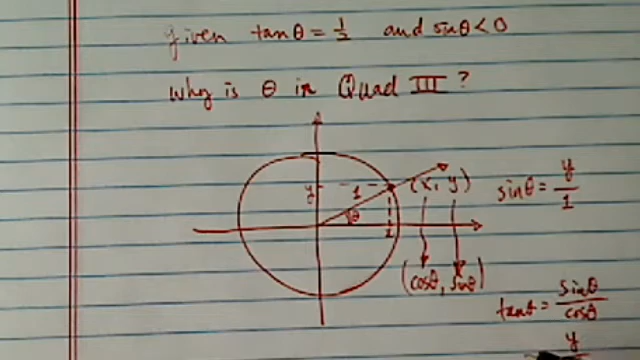 given tanθ = 1/2 and sinθ < 0
Why is θ in Quad III ?
y
1
θ
(x, y)
(cosθ, sinθ)
sinθ = y/1
tanθ = sinθ/cosθ
y